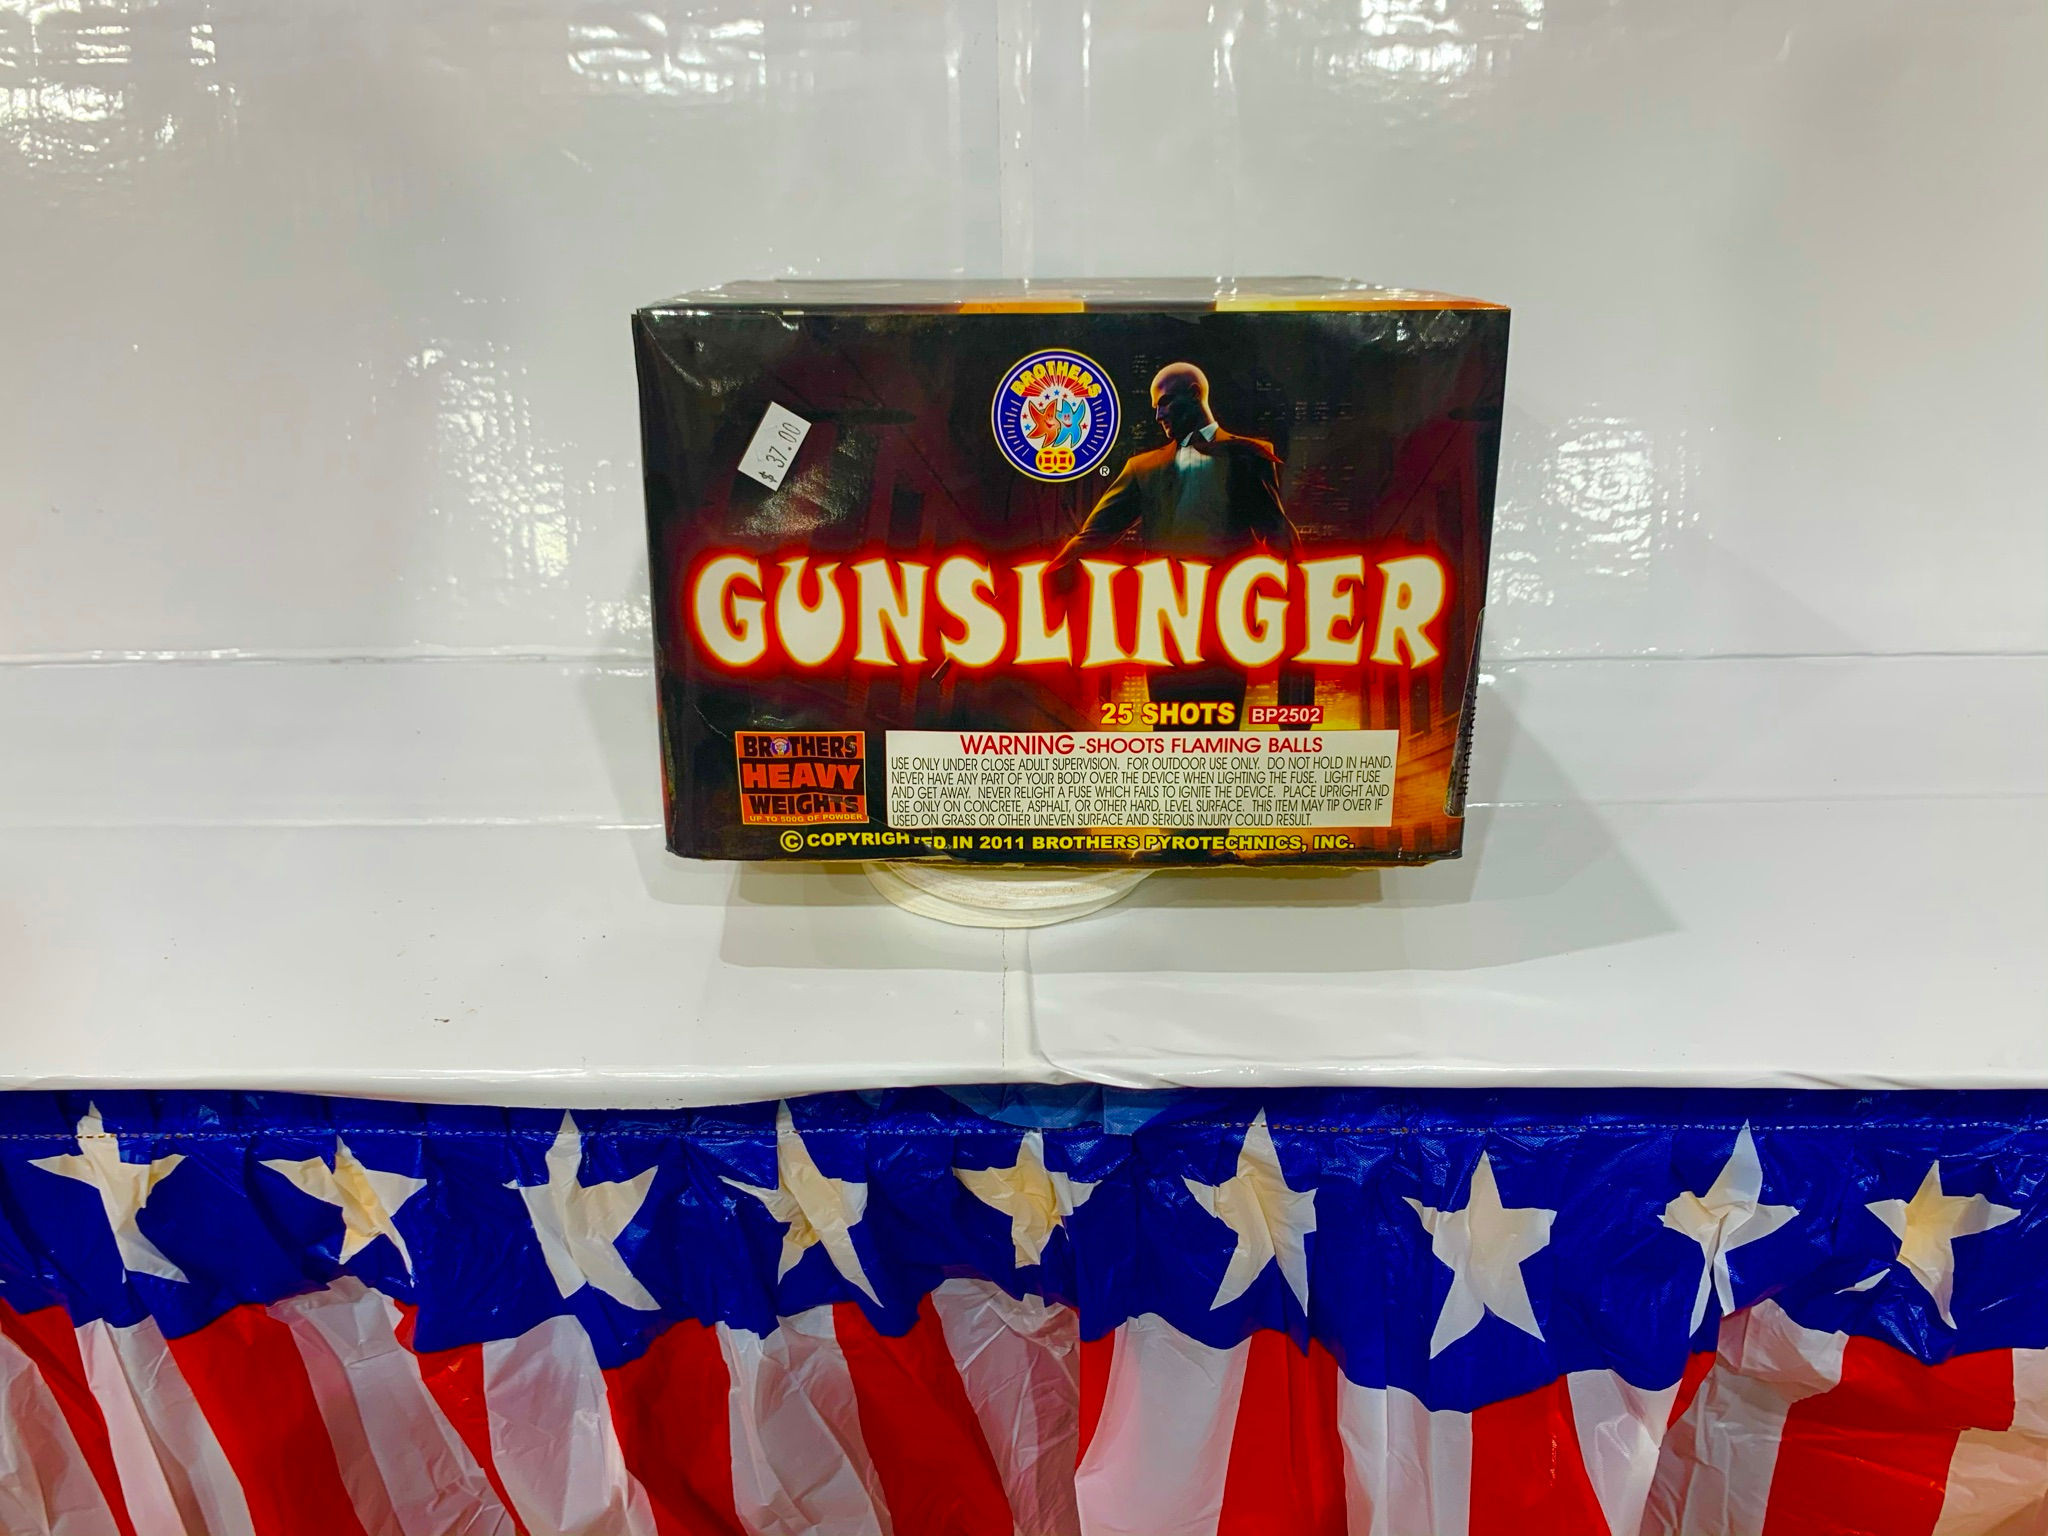 BROTHERS
®
$ 37.00
GUNSLINGER
25 SHOTS BP2502
BROTHERS
HEAVY
WEIGHTS
UP TO 500G OF POWDER
WARNING -SHOOTS FLAMING BALLS
USE ONLY UNDER CLOSE ADULT SUPERVISION. FOR OUTDOOR USE ONLY. DO NOT HOLD IN HAND.
NEVER HAVE ANY PART OF YOUR BODY OVER THE DEVICE WHEN LIGHTING THE FUSE. LIGHT FUSE
AND GET AWAY. NEVER RELIGHT A FUSE WHICH FAILS TO IGNITE THE DEVICE. PLACE UPRIGHT AND
USE ONLY ON CONCRETE, ASPHALT, OR OTHER HARD, LEVEL SURFACE. THIS ITEM MAY TIP OVER IF
USED ON GRASS OR OTHER UNEVEN SURFACE AND SERIOUS INJURY COULD RESULT.
© COPYRIGHTED IN 2011 BROTHERS PYROTECHNICS, INC.